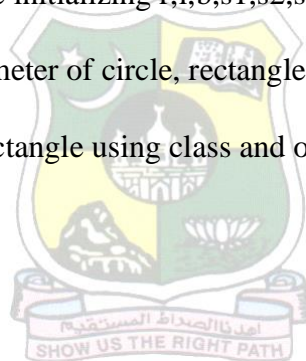 initializing r,l,b,s1,s2,s
meter of circle, rectangle
ctangle using class and o
اهدنا الصراط المستقيم
SHOW US THE RIGHT PATH